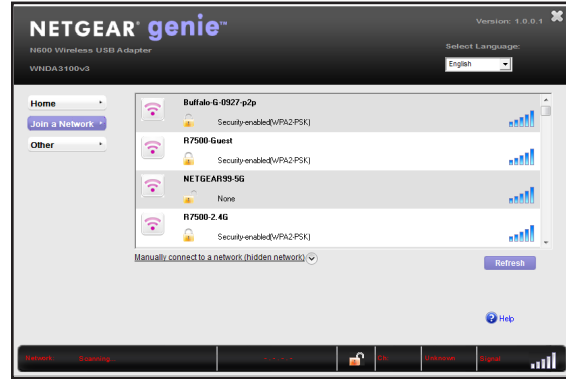 NETGEAR® genie™
Version: 1.0.0.1
N600 Wireless USB Adapter
Select Language:
WNDA3100v3
English
Home
Join a Network
Other
Buffalo-G-0927-p2p
Security-enabled(WPA2-PSK)
R7500-Guest
Security-enabled(WPA2-PSK)
NETGEAR99-5G
None
R7500-2.4G
Security-enabled(WPA2-PSK)
Manually connect to a network (hidden network)
Refresh
Help
Network: Scanning... - - - - Ch: Unknown Signal